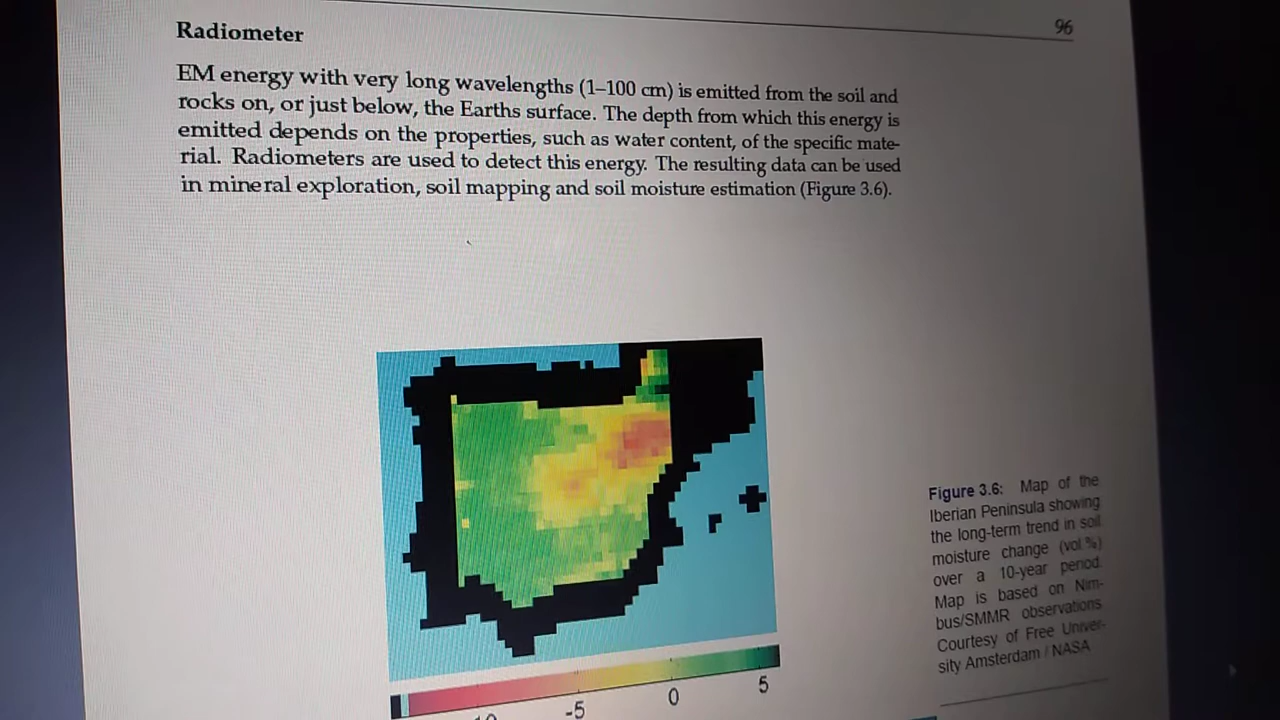 96
Radiometer
EM energy with very long wavelengths (1–100 cm) is emitted from the soil and
rocks on, or just below, the Earths surface. The depth from which this energy is
emitted depends on the properties, such as water content, of the specific mate-
rial. Radiometers are used to detect this energy. The resulting data can be used
in mineral exploration, soil mapping and soil moisture estimation (Figure 3.6).
Figure 3.6: Map of the
Iberian Peninsula showing
the long-term trend in soil
moisture change (vol.%)
over a 10-year period.
Map is based on Nim-
bus/SMMR observations.
Courtesy of Free Univer-
sity Amsterdam / NASA
-5 0 5